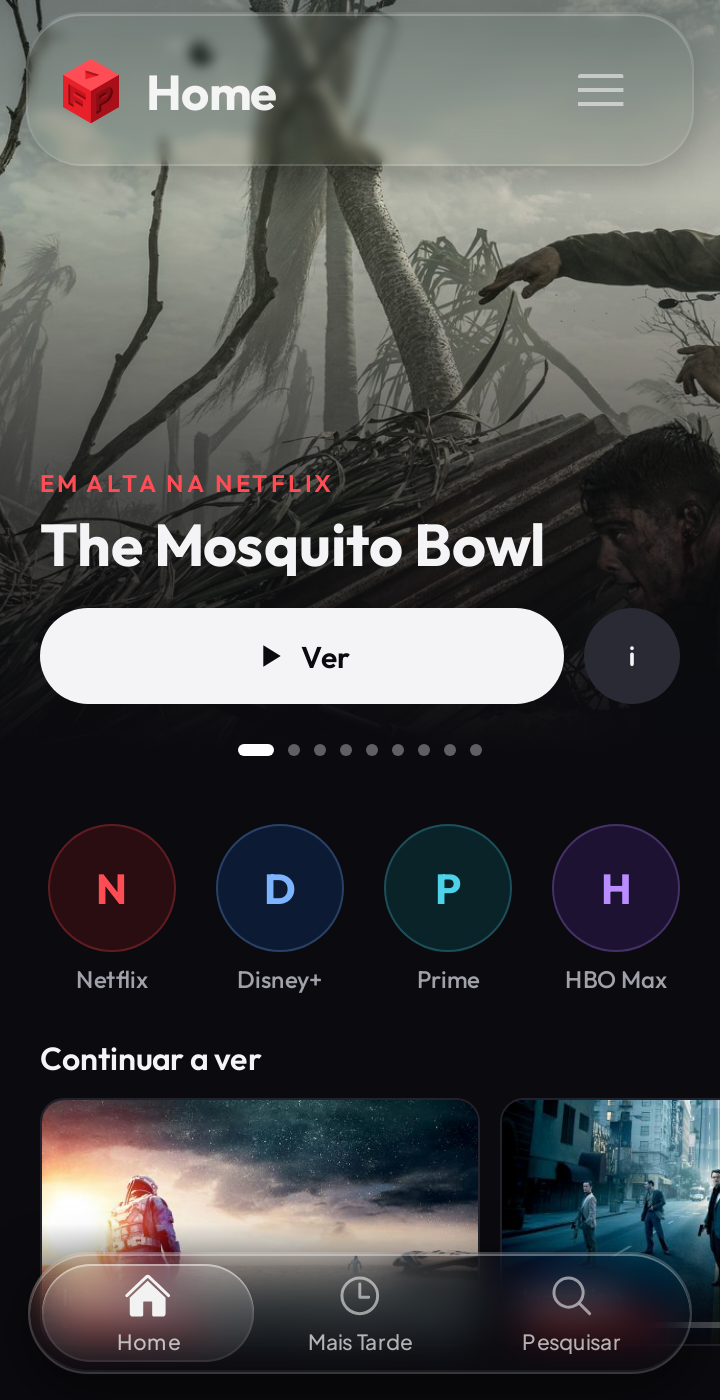 Home
EM ALTA NA NETFLIX
The Mosquito Bowl
Ver
i
N
D
P
H
Netflix
Disney+
Prime
HBO Max
Continuar a ver
Home
Mais Tarde
Pesquisar